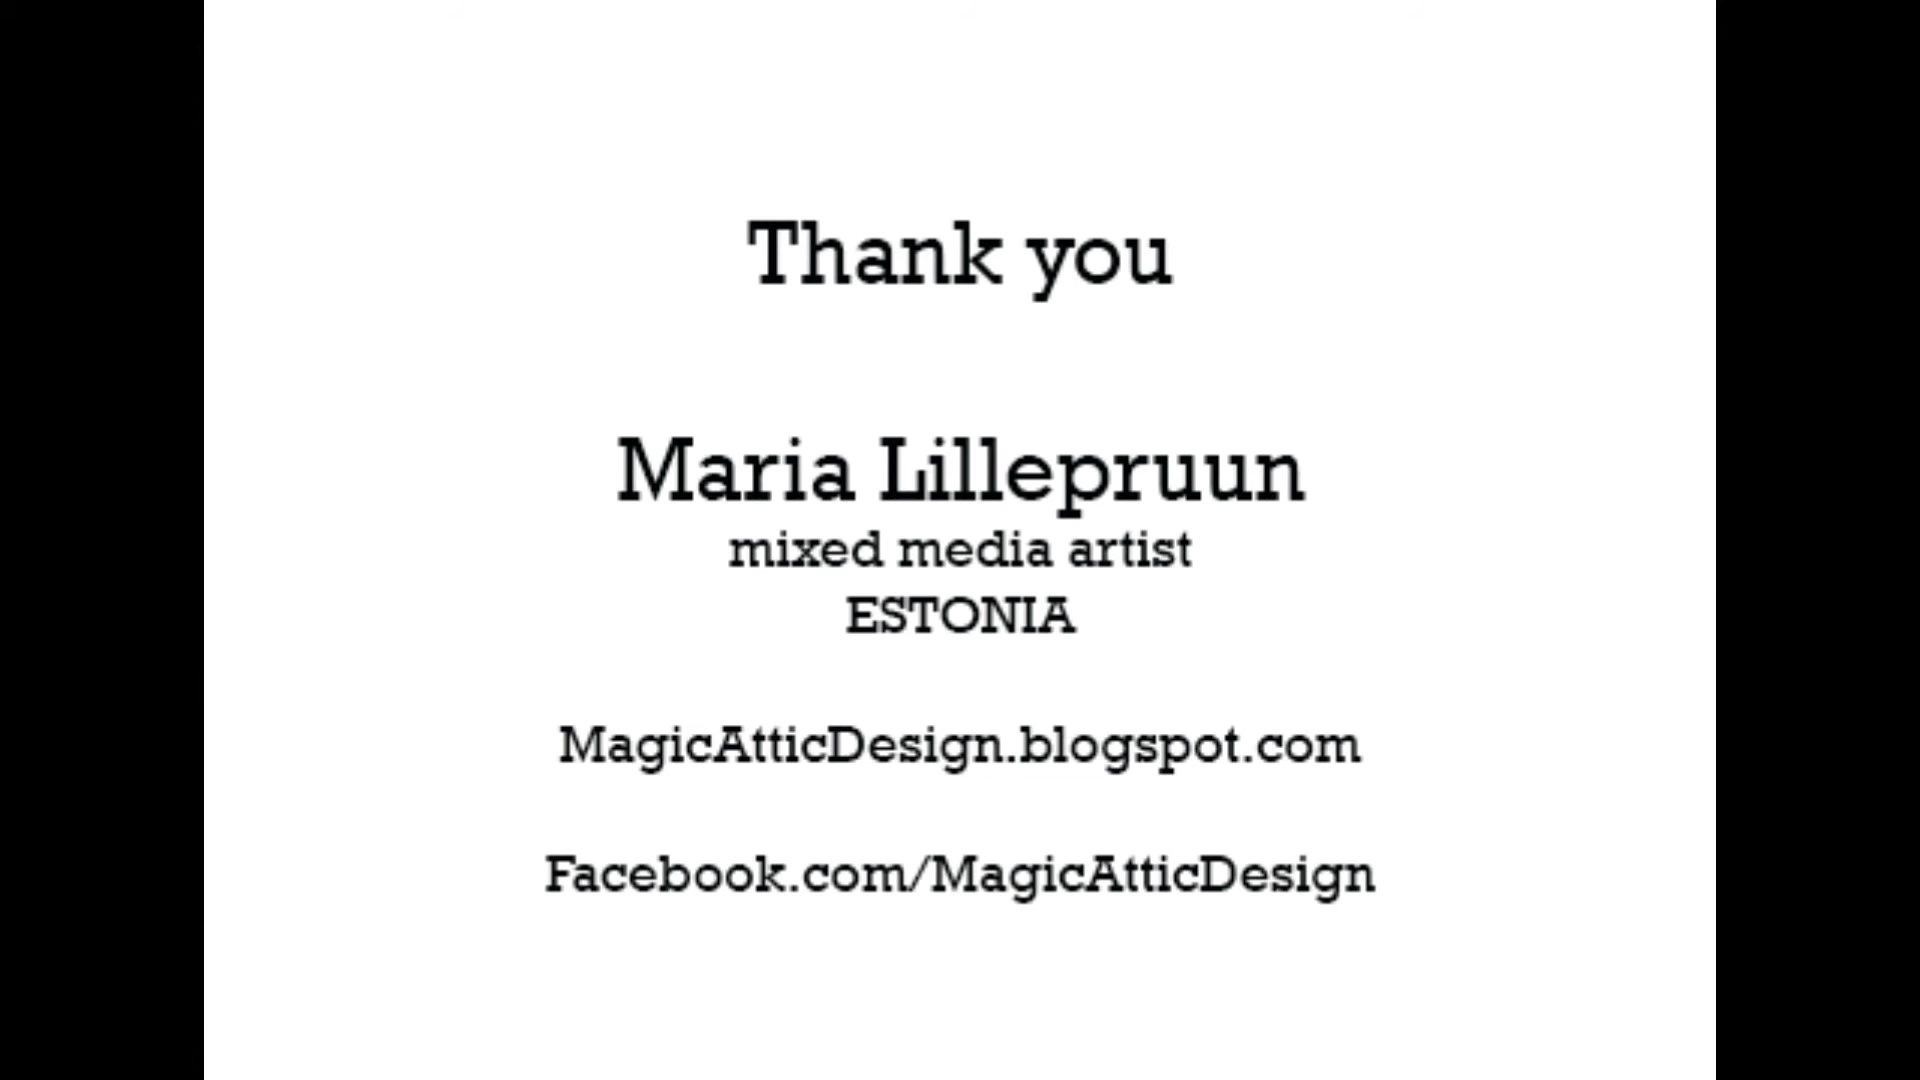 Thank you
Maria Lillepruun
mixed media artist
ESTONIA
MagicAtticDesign.blogspot.com
Facebook.com/MagicAtticDesign